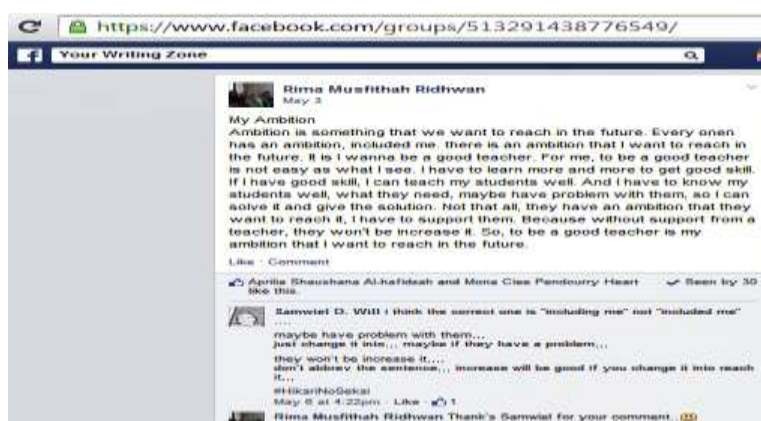 https://www.facebook.com/groups/513291438776549/
Your Writing Zone
Rima Musfithah Ridhwan
May 3
My Ambition
Ambition is something that we want to reach in the future. Every onen
has an ambition, included me. there is an ambition that I want to reach in
the future. It is I wanna be a good teacher. For me, to be a good teacher
is not easy as what I see. I have to learn more and more to get good skill.
If I have good skill, I can teach my students well. And I have to know my
students well, what they need, maybe have problem with them, so I can
solve it and give the solution. Not that all, they have an ambition that they
want to reach it, I have to support them. Because without support from a
teacher, they won't be increase it. So, to be a good teacher is my
ambition that I want to reach in the future.
Like · Comment
Aprilia Shaushana Al-hafidzah and Mona Cies Pendcurry Heart
like this.
Seen by 30
Samwiel D. Will i think the correct one is "including me" not "included me"
....
maybe have problem with them,,,
just change it into,,, maybe if they have a problem,,,
they won't be increase it,,,,
don't abbrev the sentence,,, increase will be good if you change it into reach
it,,,
#HikariNoSekai
May 6 at 4:22pm · Like · 1
Rima Musfithah Ridhwan Thank's Samwiel for your comment..